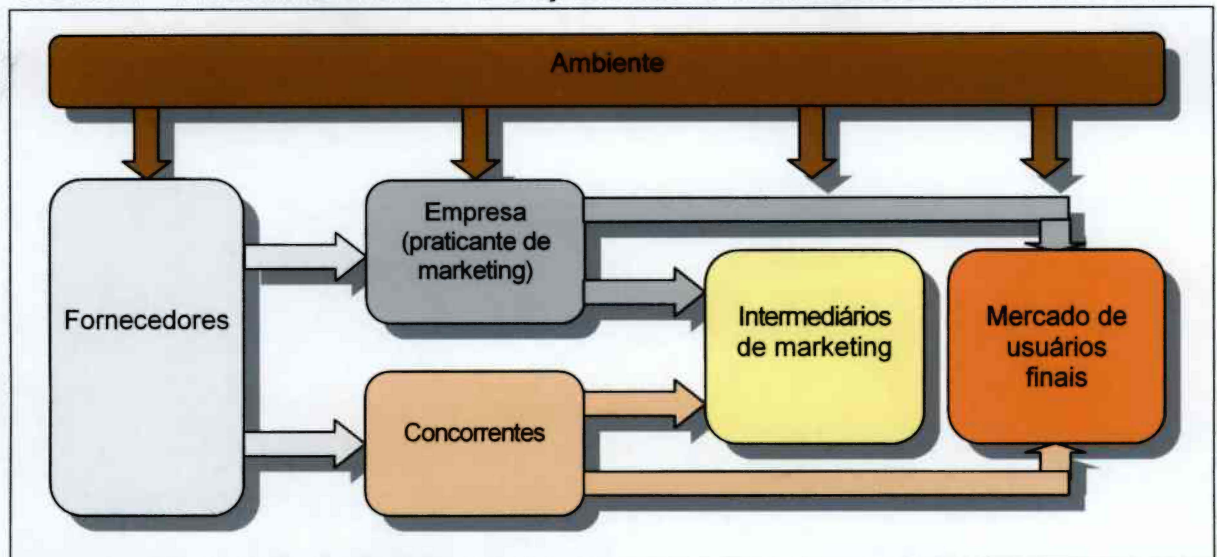 Ambiente
Fornecedores
Empresa
(praticante de
marketing)
Concorrentes
Intermediários
de marketing
Mercado de
usuários
finais